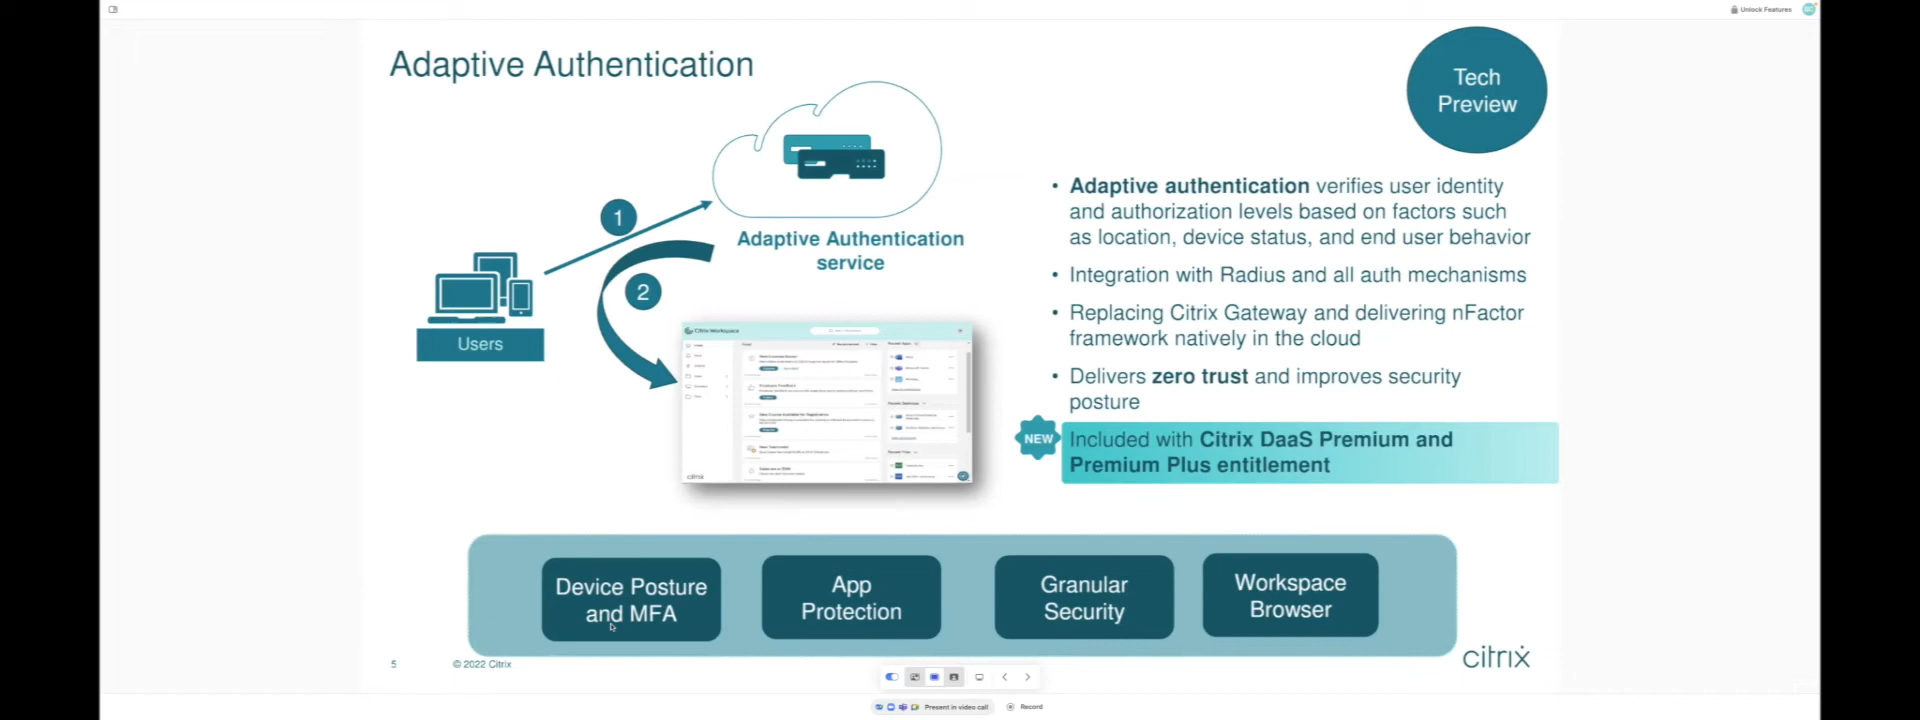 Unlock Features
Adaptive Authentication
Tech
Preview
1
Adaptive Authentication
service
2
Users
Citrix Workspace
citrix
• Adaptive authentication verifies user identity
and authorization levels based on factors such
as location, device status, and end user behavior
• Integration with Radius and all auth mechanisms
• Replacing Citrix Gateway and delivering nFactor
framework natively in the cloud
• Delivers zero trust and improves security
posture
NEW
Included with Citrix DaaS Premium and
Premium Plus entitlement
Device Posture
and MFA
App
Protection
Granular
Security
Workspace
Browser
5
© 2022 Citrix
citrix
Present in video call
Record